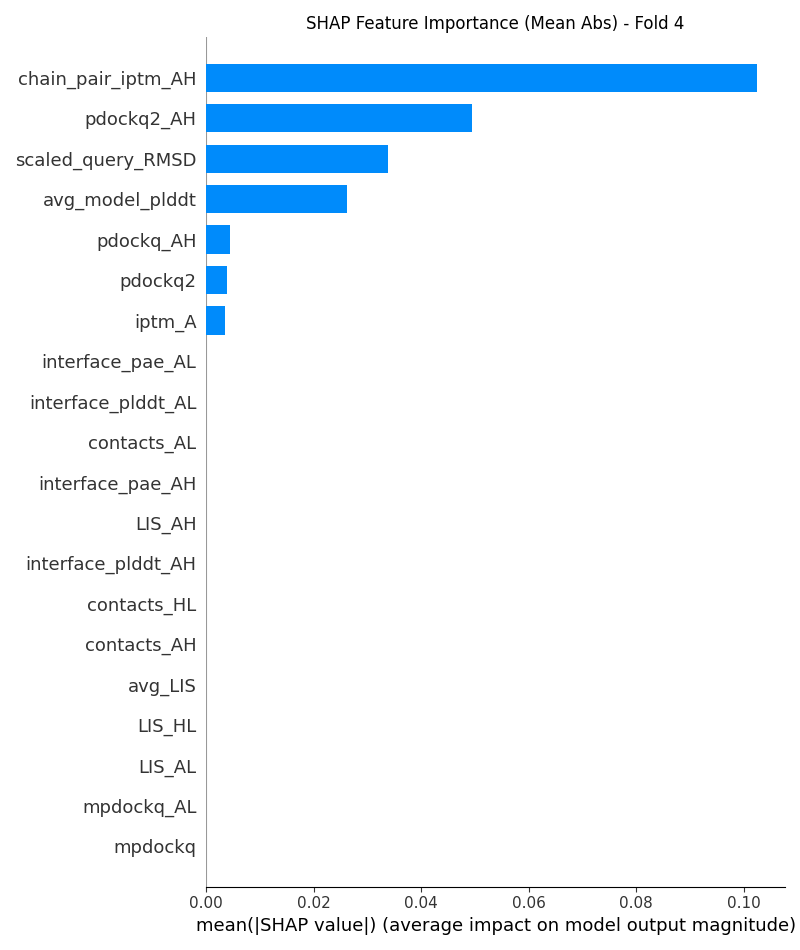 SHAP Feature Importance (Mean Abs) - Fold 4
chain_pair_iptm_AH
pdockq2_AH
scaled_query_RMSD
avg_model_plddt
pdockq_AH
pdockq2
iptm_A
interface_pae_AL
interface_plddt_AL
contacts_AL
interface_pae_AH
LIS_AH
interface_plddt_AH
contacts_HL
contacts_AH
avg_LIS
LIS_HL
LIS_AL
mpdockq_AL
mpdockq
0.00 0.02 0.04 0.06 0.08 0.10
mean(|SHAP value|) (average impact on model output magnitude)